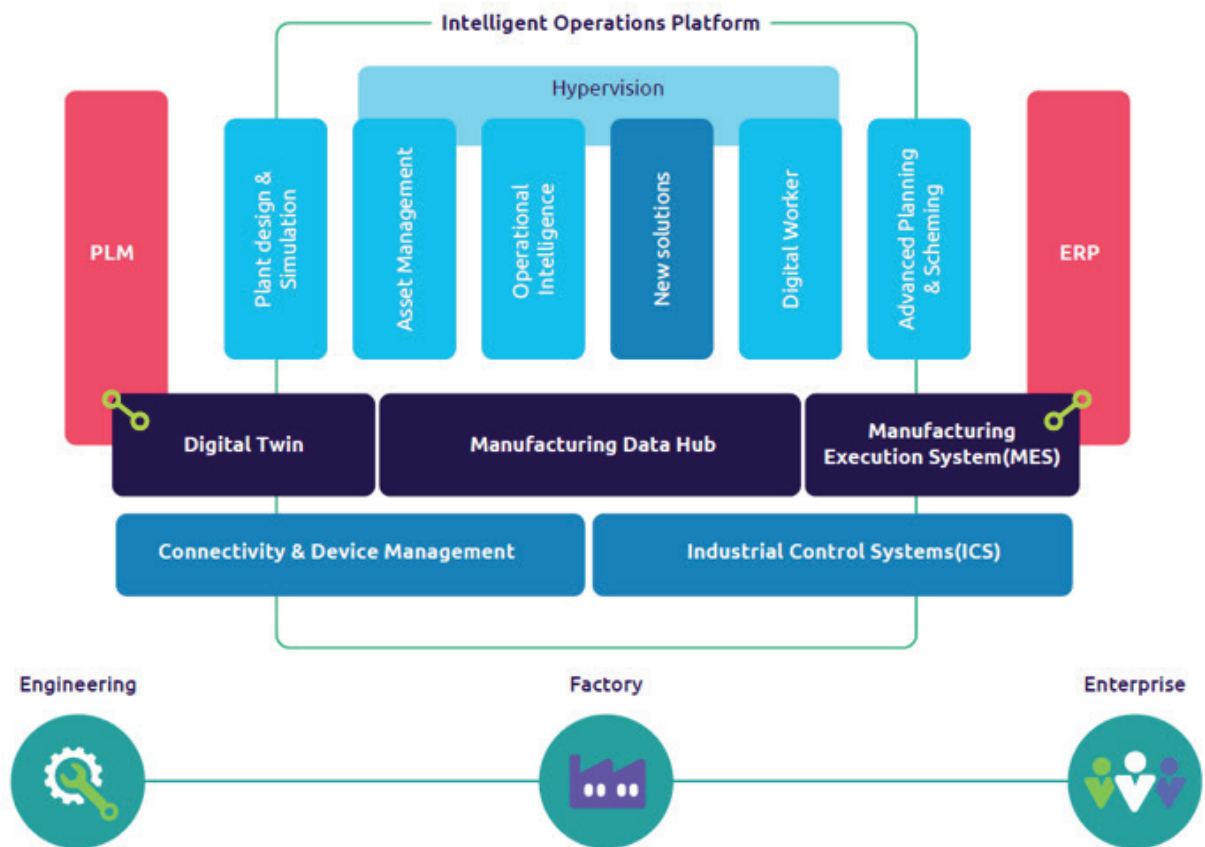 Intelligent Operations Platform
Hypervision
PLM
Plant design &
Simulation
Asset Management
Operational
Intelligence
New solutions
Digital Worker
Advanced Planning
& Scheming
ERP
Digital Twin
Manufacturing Data Hub
Manufacturing
Execution System(MES)
Connectivity & Device Management
Industrial Control Systems(ICS)
Engineering
Factory
Enterprise